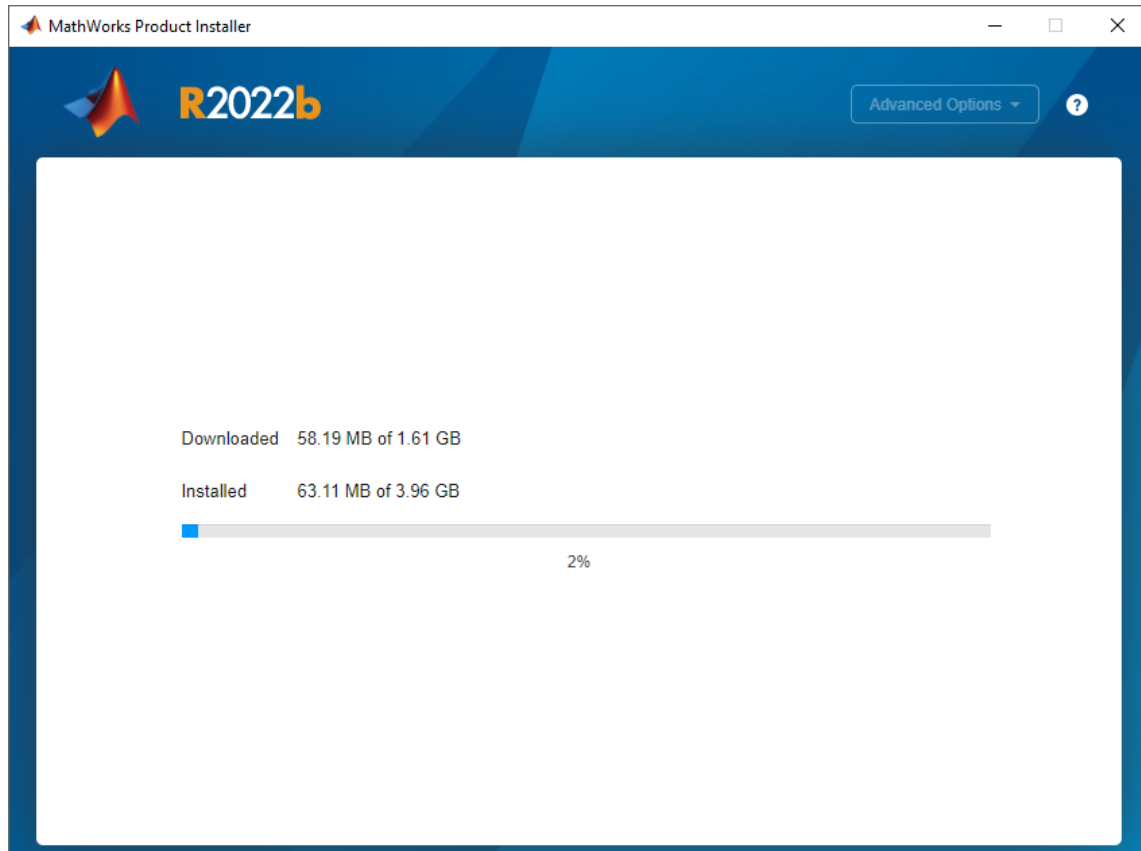 MathWorks Product Installer
R2022b
Advanced Options
?
Downloaded 58.19 MB of 1.61 GB
Installed 63.11 MB of 3.96 GB
2%